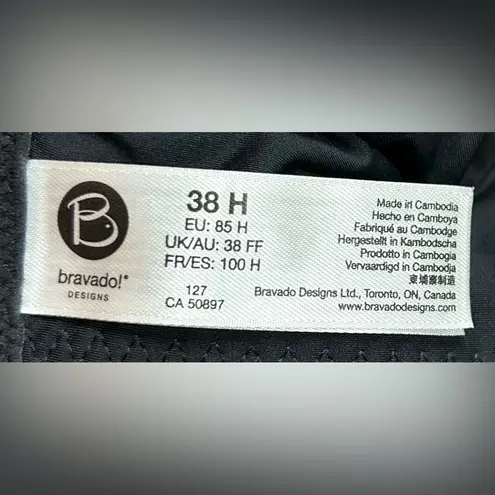 B
bravado!®
DESIGNS
38 H
EU: 85 H
UK/AU: 38 FF
FR/ES: 100 H
127
CA 50897
Made in Cambodia
Hecho en Camboya
Fabriqué au Cambodge
Hergestellt in Kambodscha
Prodotto in Cambogia
Vervaardigd in Cambodja
柬埔寨制造
Bravado Designs Ltd., Toronto, ON, Canada
www.bravadodesigns.com